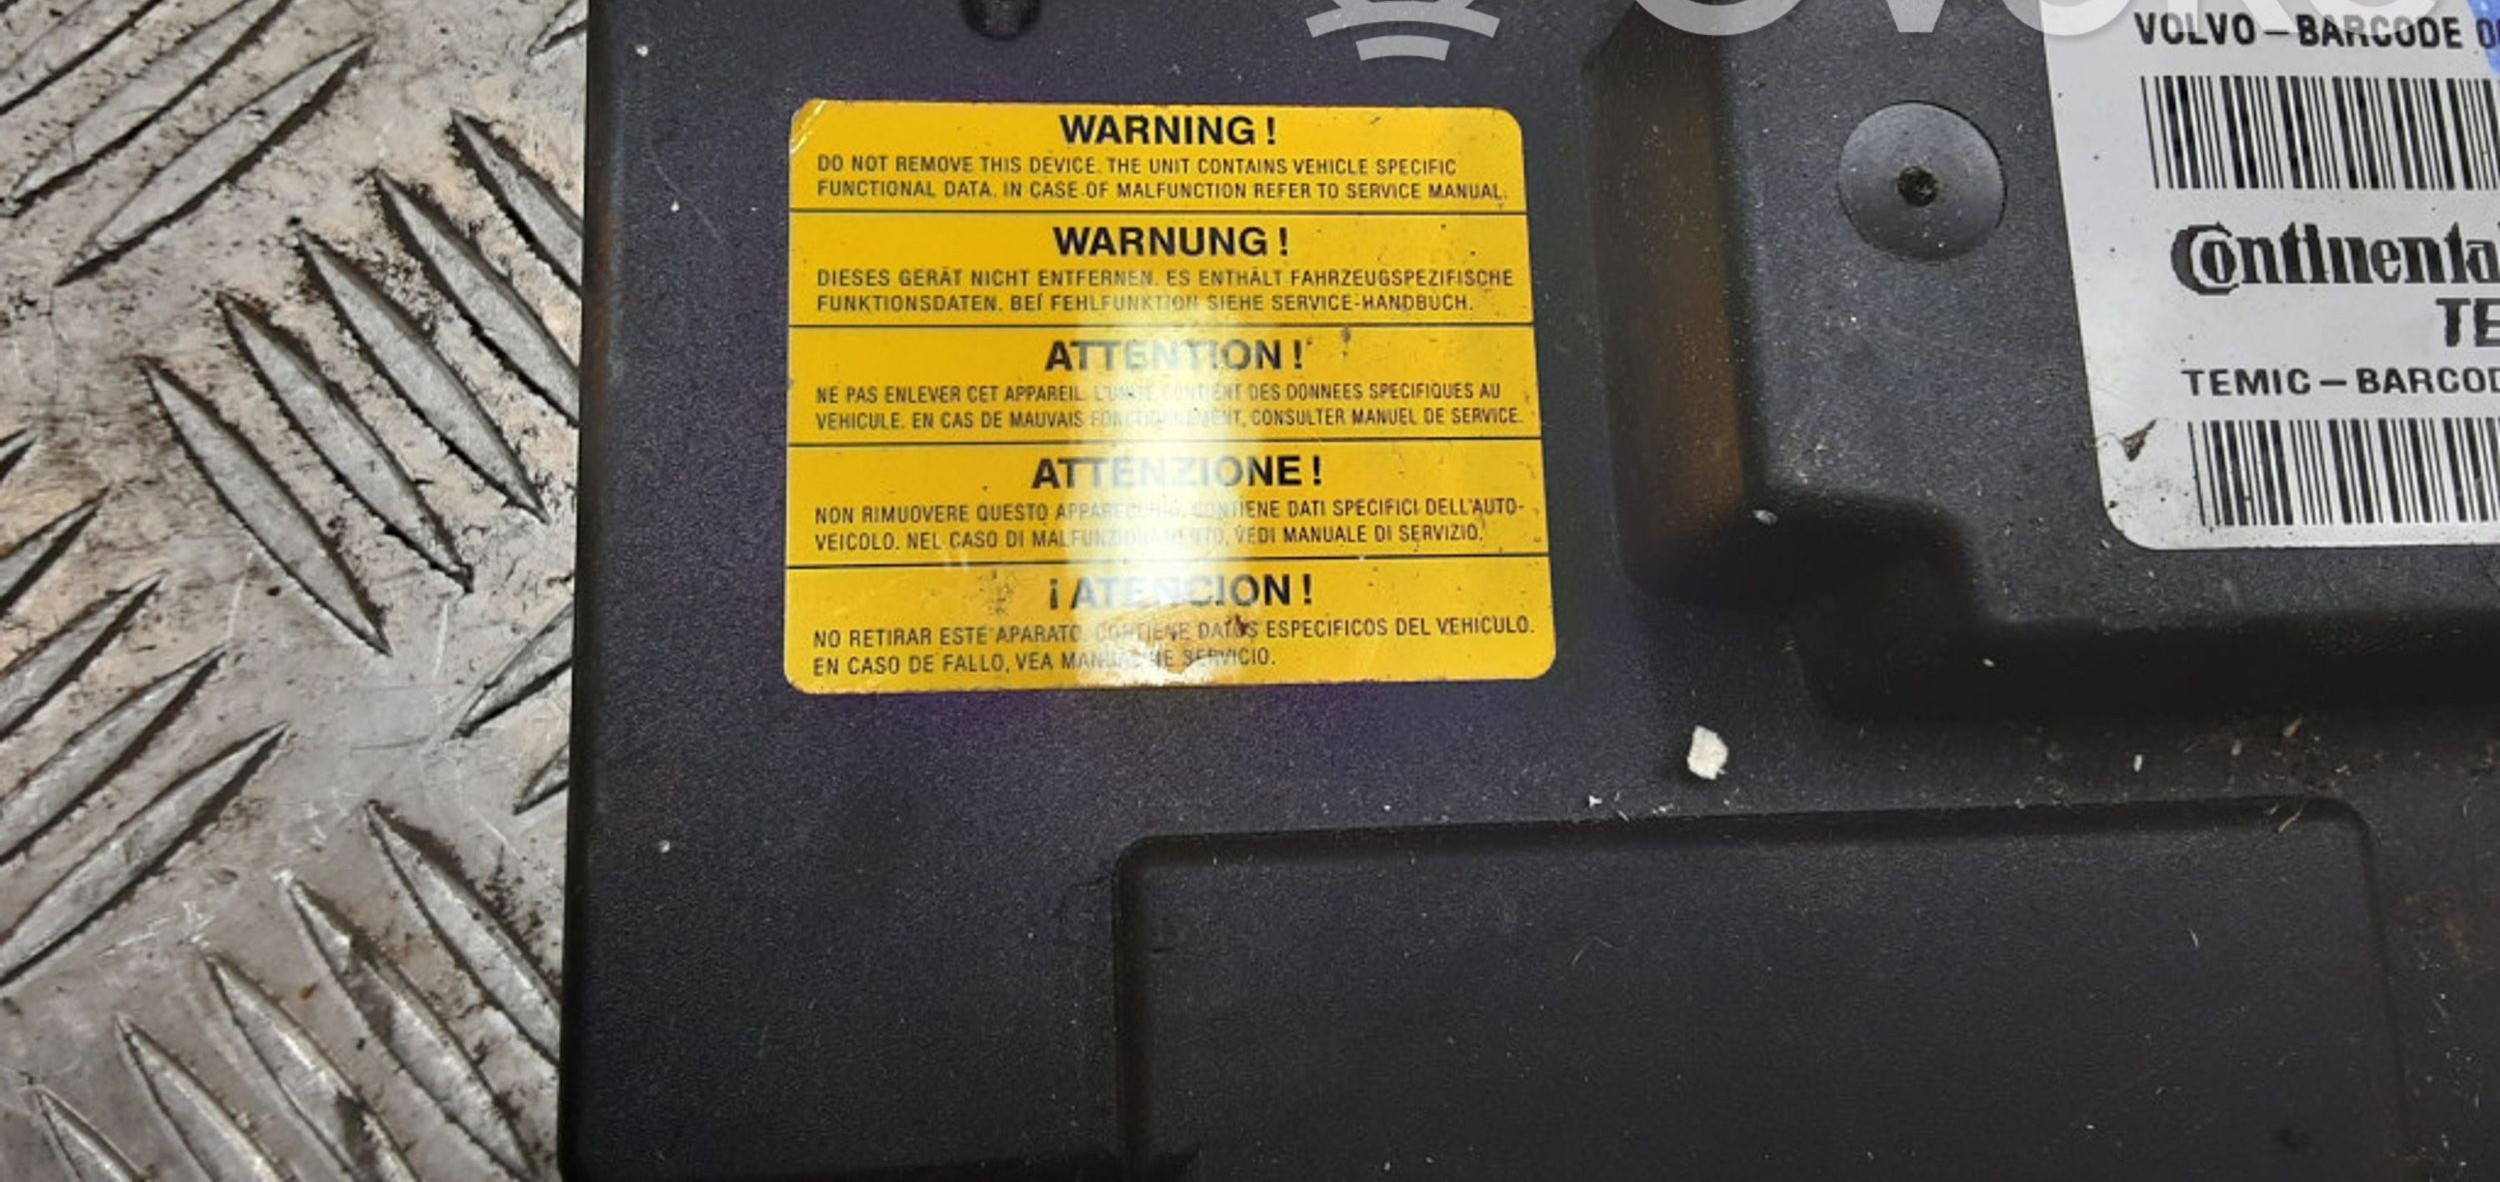 VOLVO-BARCODE
WARNING!
DO NOT REMOVE THIS DEVICE. THE UNIT CONTAINS VEHICLE SPECIFIC
FUNCTIONAL DATA. IN CASE OF MALFUNCTION REFER TO SERVICE MANUAL.
WARNUNG!
DIESES GERÄT NICHT ENTFERNEN. ES ENTHÄLT FAHRZEUGSPEZIFISCHE
FUNKTIONSDATEN. BEI FEHLFUNKTION SIEHE SERVICE-HANDBUCH.
ATTENTION!
NE PAS ENLEVER CET APPAREIL. L'UNITE CONTIENT DES DONNEES SPECIFIQUES AU
VEHICULE. EN CAS DE MAUVAIS FONCTIONNEMENT, CONSULTER MANUEL DE SERVICE.
ATTENZIONE!
NON RIMUOVERE QUESTO APPARECCHIO. CONTIENE DATI SPECIFICI DELL'AUTO-
VEICOLO. NEL CASO DI MALFUNZIONAMENTO, VEDI MANUALE DI SERVIZIO.
¡ATENCION!
NO RETIRAR ESTE APARATO. CONTIENE DATOS ESPECIFICOS DEL VEHICULO.
EN CASO DE FALLO, VEA MANUAL DE SERVICIO.
Continenta
TE
TEMIC-BARCOD